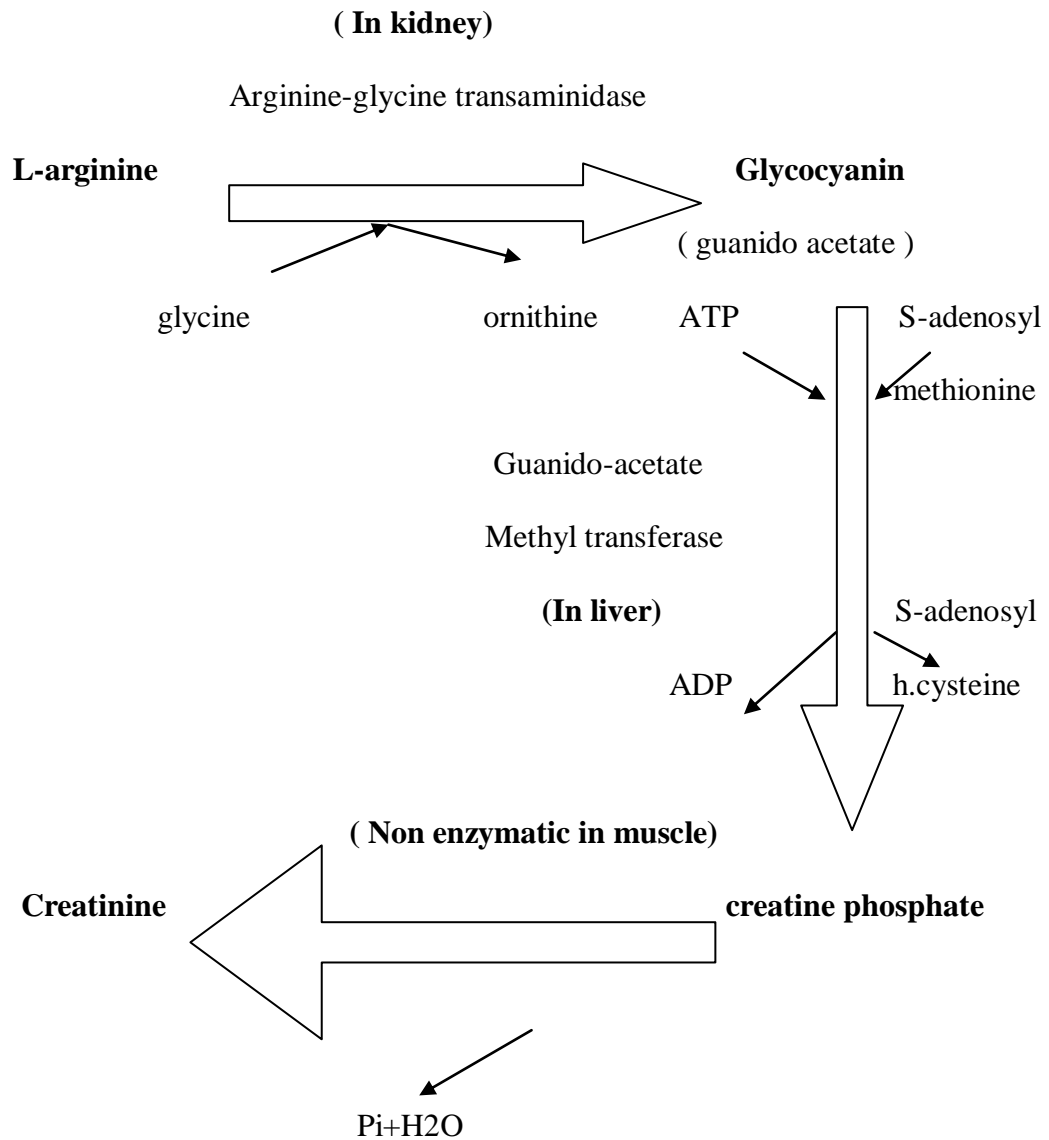 ( In kidney)
Arginine-glycine transaminidase
L-arginine
Glycocyanin
( guanido acetate )
glycine
ornithine
ATP
S-adenosyl
methionine
Guanido-acetate
Methyl transferase
(In liver)
S-adenosyl
ADP
h.cysteine
( Non enzymatic in muscle)
Creatinine
creatine phosphate
Pi+H2O